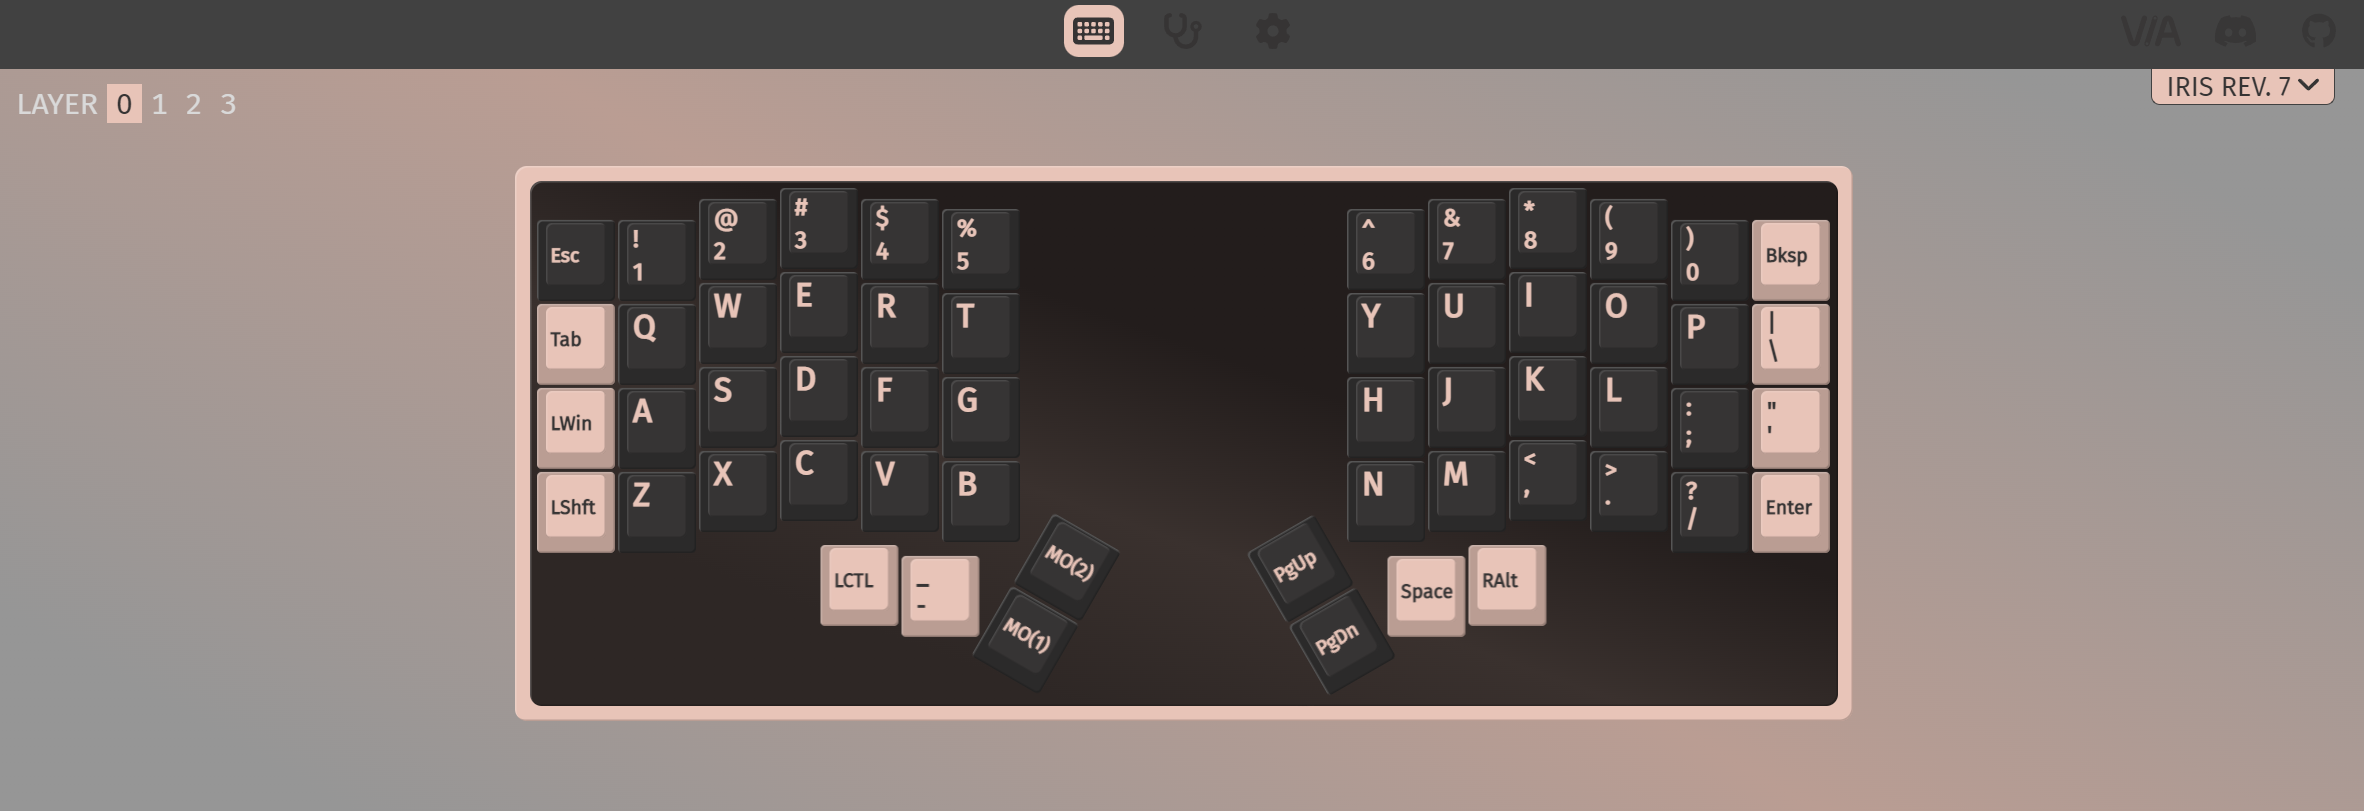 VIA
LAYER 0 1 2 3
IRIS REV. 7
Esc ! 1 @ 2 # 3 $ 4 % 5 ^ 6 & 7 * 8 ( 9 ) 0 Bksp
Tab Q W E R T Y U I O P | \
LWin A S D F G H J K L : ; " '
LShft Z X C V B N M < , > . ? / Enter
LCTL _ - MO(2) PgUp Space RAlt
MO(1) PgDn